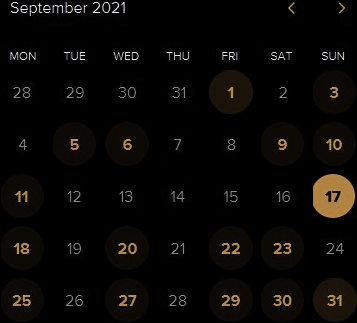 September 2021
MON TUE WED THU FRI SAT SUN
28 29 30 31 1 2 3
4 5 6 7 8 9 10
11 12 13 14 15 16 17
18 19 20 21 22 23 24
25 26 27 28 29 30 31